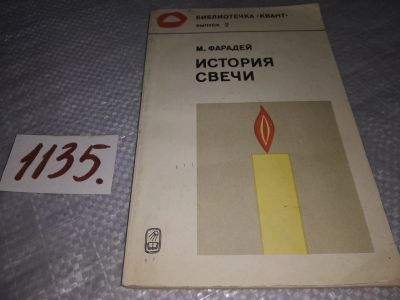 БИБЛИОТЕЧКА «КВАНТ»
ВЫПУСК 2
М. ФАРАДЕЙ
ИСТОРИЯ
СВЕЧИ
1135.